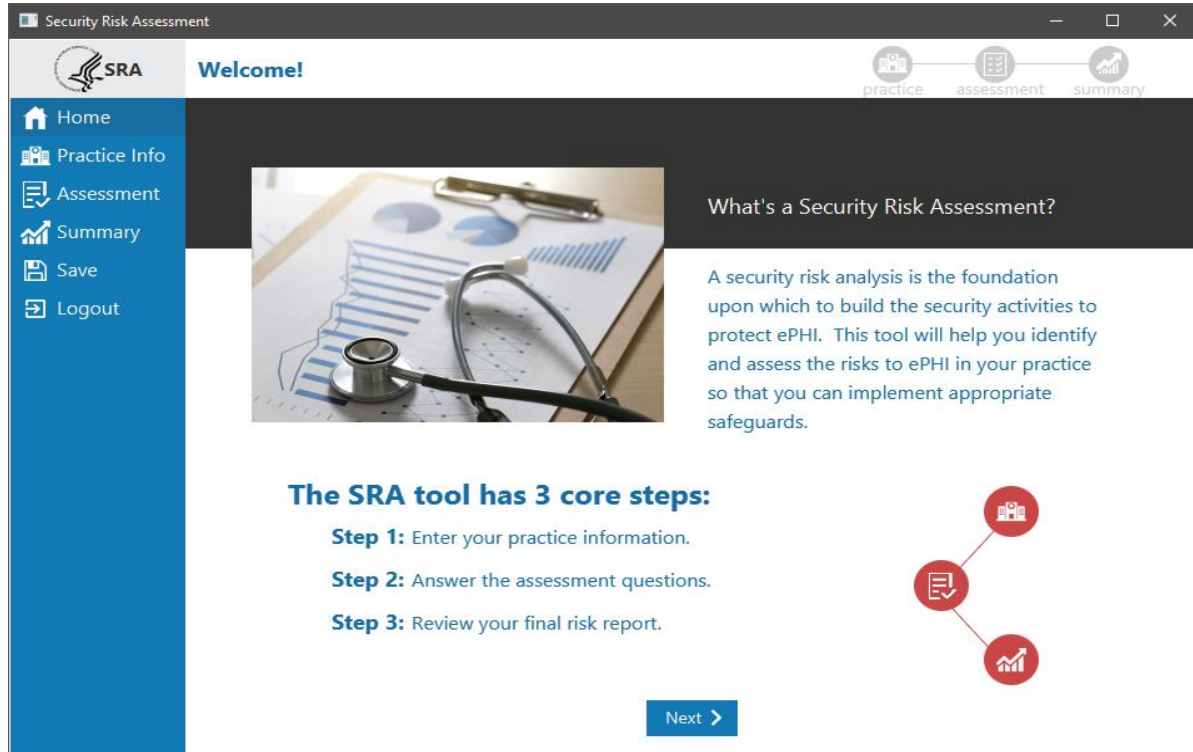 Security Risk Assessment
SRA
Welcome!
practice
assessment
summary
Home
Practice Info
Assessment
Summary
Save
Logout
What's a Security Risk Assessment?
A security risk analysis is the foundation
upon which to build the security activities to
protect ePHI. This tool will help you identify
and assess the risks to ePHI in your practice
so that you can implement appropriate
safeguards.
The SRA tool has 3 core steps:
Step 1: Enter your practice information.
Step 2: Answer the assessment questions.
Step 3: Review your final risk report.
Next